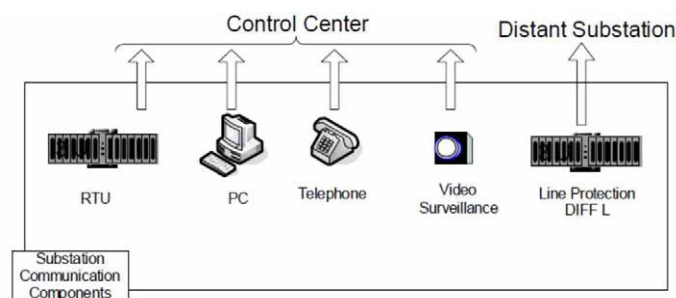 Control Center
Distant Substation
RTU
PC
Telephone
Video
Surveillance
Line Protection
DIFF L
Substation
Communication
Components